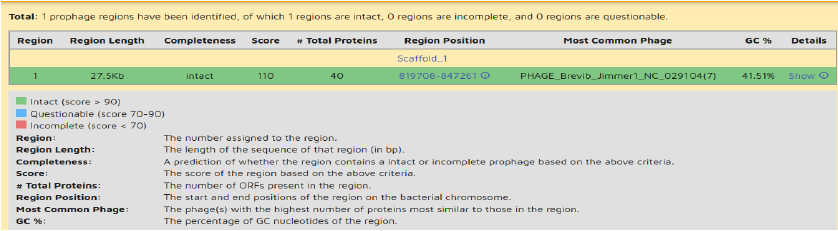 Total: 1 prophage regions have been identified, of which 1 regions are intact, 0 regions are incomplete, and 0 regions are questionable.
Region Region Length Completeness Score # Total Proteins Region Position Most Common Phage GC % Details
Scaffold_1
1 27.5Kb intact 110 40 819708-847261 PHAGE_Brevib_Jimmer1_NC_029104(7) 41.51% Show
Intact (score > 90)
Questionable (score 70-90)
Incomplete (score < 70)
Region: The number assigned to the region.
Region Length: The length of the sequence of that region (in bp).
Completeness: A prediction of whether the region contains a intact or incomplete prophage based on the above criteria.
Score: The score of the region based on the above criteria.
# Total Proteins: The number of ORFs present in the region.
Region Position: The start and end positions of the region on the bacterial chromosome.
Most Common Phage: The phage(s) with the highest number of proteins most similar to those in the region.
GC %: The percentage of GC nucleotides of the region.